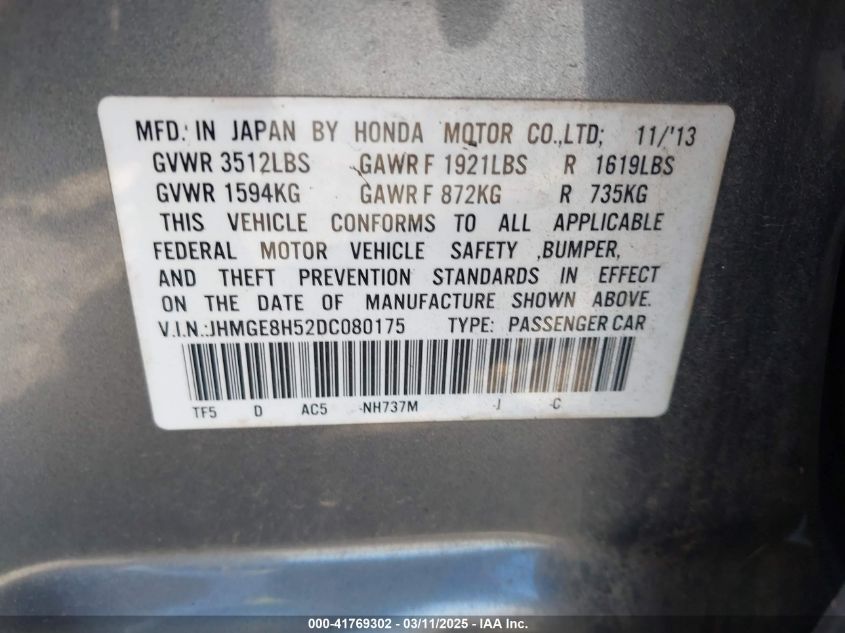 MFD. IN JAPAN BY HONDA MOTOR CO.,LTD; 11/'13
GVWR 3512LBS GAWR F 1921LBS R 1619LBS
GVWR 1594KG GAWR F 872KG R 735KG
THIS VEHICLE CONFORMS TO ALL APPLICABLE
FEDERAL MOTOR VEHICLE SAFETY ,BUMPER,
AND THEFT PREVENTION STANDARDS IN EFFECT
ON THE DATE OF MANUFACTURE SHOWN ABOVE.
V.I.N.:JHMGE8H52DC080175 TYPE: PASSENGER CAR
TF5 D AC5 -NH737M -J -C
000-41769302 - 03/11/2025 - IAA Inc.